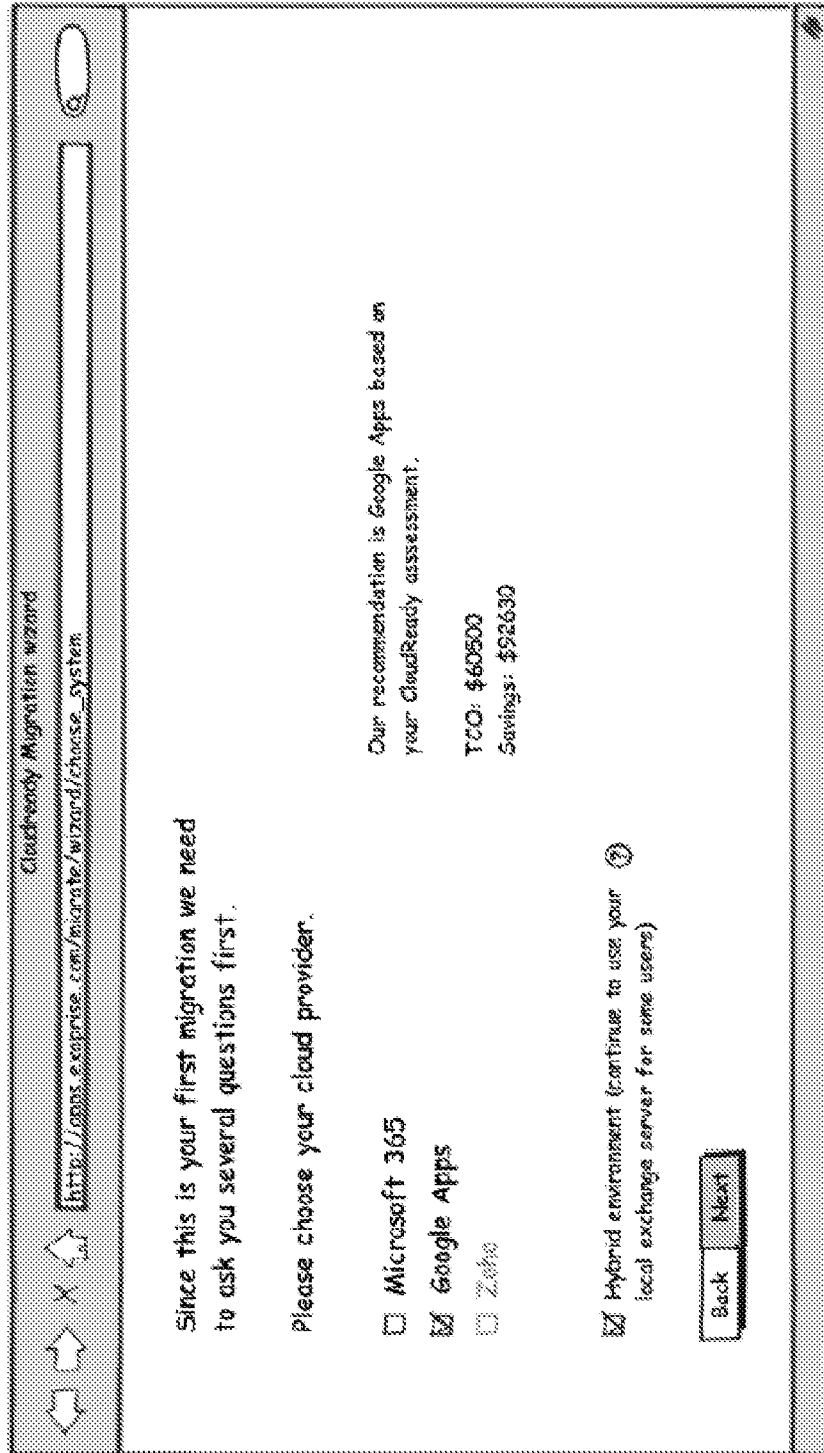 Cloudready Migration wizard
http://apps.exoprise.com/migrate/wizard/choose_system
Since this is your first migration we need
to ask you several questions first.
Please choose your cloud provider.
Microsoft 365
Google Apps
Zoho
Our recommendation is Google Apps based on
your CloudReady asssessment.
TCO: $60500
Savings: $92630
Hybrid environment (continue to use your ?
local exchange server for some users)
Back Next